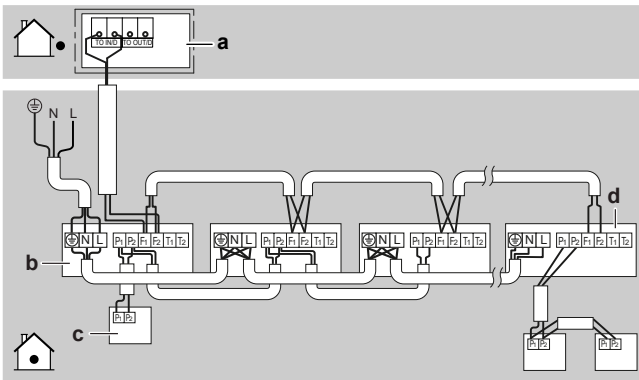 TO IN/D TO OUT/D
a
N L
d
N L P1 P2 F1 F2 T1 T2
N L P1 P2 F1 F2 T1 T2
N L P1 P2 F1 F2 T1 T2
N L P1 P2 F1 F2 T1 T2
b
P1 P2
c
P1 P2
P1 P2